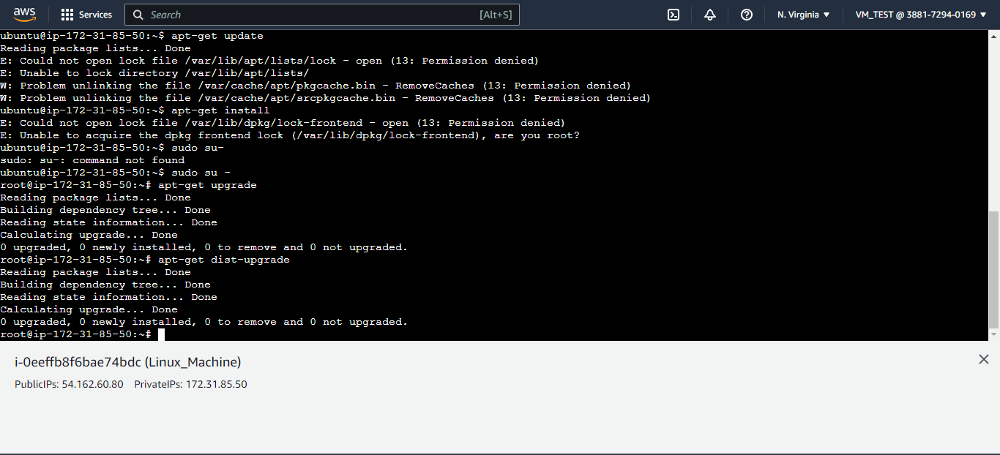 aws
Services
Search
[Alt+S]
N. Virginia
VM_TEST @ 3881-7294-0169
ubuntu@ip-172-31-85-50:~$ apt-get update
Reading package lists... Done
E: Could not open lock file /var/lib/apt/lists/lock - open (13: Permission denied)
E: Unable to lock directory /var/lib/apt/lists/
W: Problem unlinking the file /var/cache/apt/pkgcache.bin - RemoveCaches (13: Permission denied)
W: Problem unlinking the file /var/cache/apt/srcpkgcache.bin - RemoveCaches (13: Permission denied)
ubuntu@ip-172-31-85-50:~$ apt-get install
E: Could not open lock file /var/lib/dpkg/lock-frontend - open (13: Permission denied)
E: Unable to acquire the dpkg frontend lock (/var/lib/dpkg/lock-frontend), are you root?
ubuntu@ip-172-31-85-50:~$ sudo su-
sudo: su-: command not found
ubuntu@ip-172-31-85-50:~$ sudo su -
root@ip-172-31-85-50:~# apt-get upgrade
Reading package lists... Done
Building dependency tree... Done
Reading state information... Done
Calculating upgrade... Done
0 upgraded, 0 newly installed, 0 to remove and 0 not upgraded.
root@ip-172-31-85-50:~# apt-get dist-upgrade
Reading package lists... Done
Building dependency tree... Done
Reading state information... Done
Calculating upgrade... Done
0 upgraded, 0 newly installed, 0 to remove and 0 not upgraded.
root@ip-172-31-85-50:~#
i-0eeffb8f6bae74bdc (Linux_Machine)
PublicIPs: 54.162.60.80 PrivateIPs: 172.31.85.50